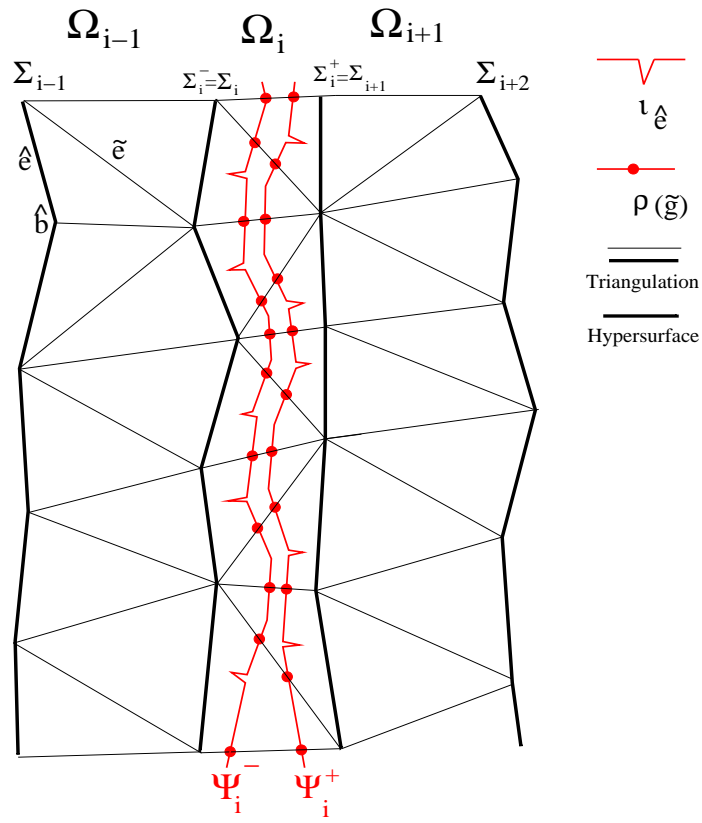 Ω_{i−1} Ω_i Ω_{i+1}
Σ_{i−1} Σ_i^−=Σ_i Σ_i^+=Σ_{i+1} Σ_{i+2}
ê ẽ
b̂
Ψ_i^− Ψ_i^+
ι_ê
ρ(g̃)
Triangulation
Hypersurface